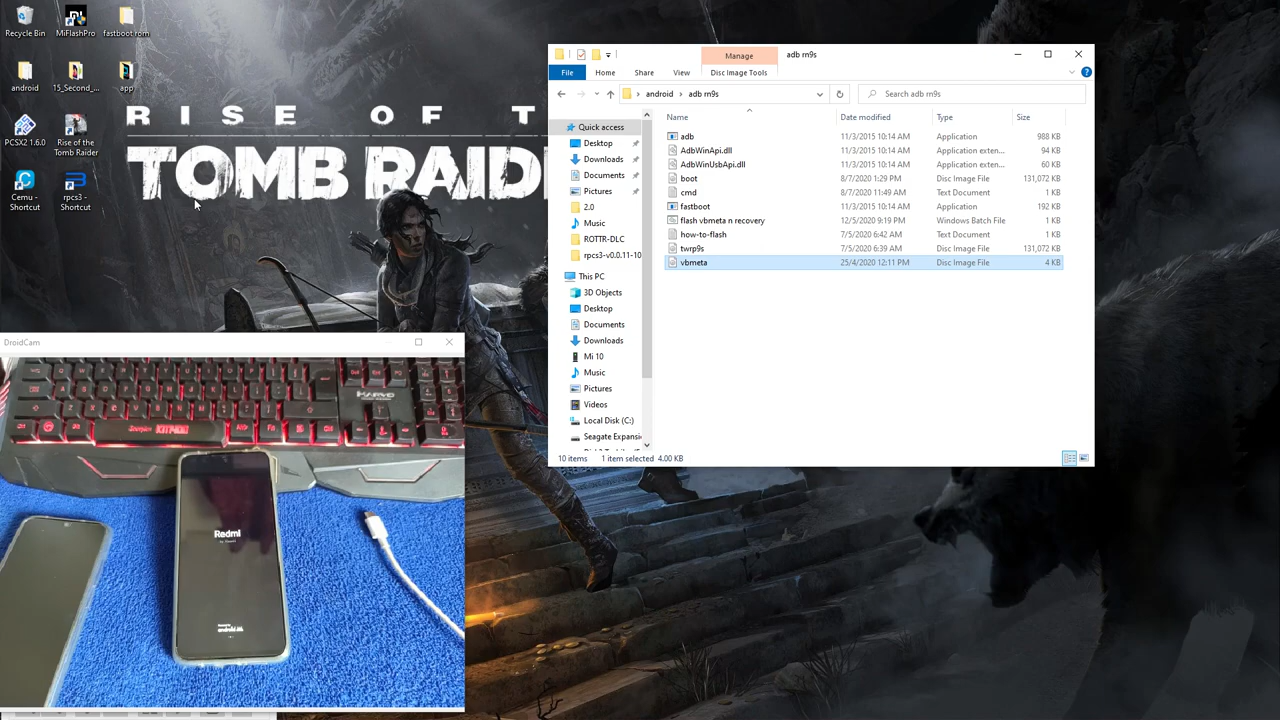 Recycle Bin
MiFlashPro
fastboot rom
android
15_Second_...
app
PCSX2 1.6.0
Rise of the
Tomb Raider
Cemu -
Shortcut
rpcs3 -
Shortcut
RISE OF T
TOMB RAID
Manage
adb rn9s
File
Home
Share
View
Disc Image Tools
android
adb rn9s
Search adb rn9s
Quick access
Desktop
Downloads
Documents
Pictures
2.0
Music
ROTTR-DLC
rpcs3-v0.0.11-10
This PC
3D Objects
Desktop
Documents
Downloads
Mi 10
Music
Pictures
Videos
Local Disk (C:)
Seagate Expansi
Name Date modified Type Size
adb 11/3/2015 10:14 AM Application 988 KB
AdbWinApi.dll 11/3/2015 10:14 AM Application exten... 94 KB
AdbWinUsbApi.dll 11/3/2015 10:14 AM Application exten... 60 KB
boot 8/7/2020 1:29 PM Disc Image File 131,072 KB
cmd 8/7/2020 11:49 AM Text Document 1 KB
fastboot 11/3/2015 10:14 AM Application 192 KB
flash vbmeta n recovery 12/5/2020 9:19 PM Windows Batch File 1 KB
how-to-flash 7/5/2020 6:42 AM Text Document 1 KB
twrp9s 7/5/2020 6:39 AM Disc Image File 131,072 KB
vbmeta 25/4/2020 12:11 PM Disc Image File 4 KB
10 items 1 item selected 4.00 KB
DroidCam
Redmi
android